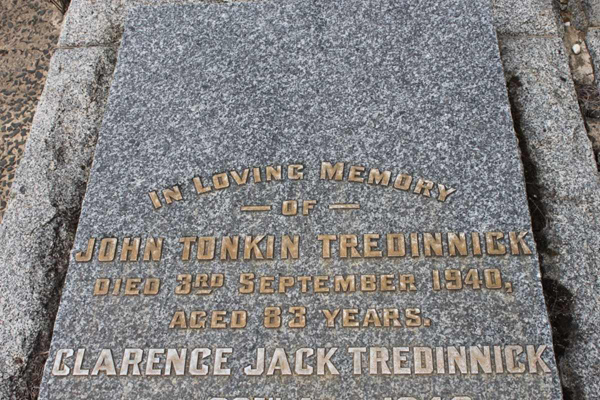 In Loving Memory
— OF —
JOHN TONKIN TREDINNICK
DIED 3RD SEPTEMBER 1940,
AGED 83 YEARS.
CLARENCE JACK TREDINNICK